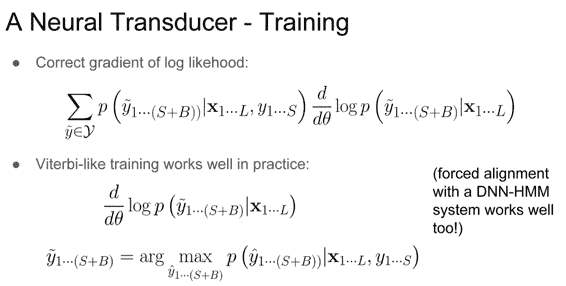 A Neural Transducer - Training
● Correct gradient of log likehood:
\sum_{\tilde{y} \in \mathcal{Y}} p\left(\tilde{y}_{1\cdots(S+B))} | \mathbf{x}_{1\cdots L}, y_{1\cdots S}\right) \frac{d}{d\theta} \log p\left(\tilde{y}_{1\cdots(S+B)} | \mathbf{x}_{1\cdots L}\right)
● Viterbi-like training works well in practice:
\frac{d}{d\theta} \log p\left(\tilde{y}_{1\cdots(S+B)} | \mathbf{x}_{1\cdots L}\right)
(forced alignment
with a DNN-HMM
system works well
too!)
\tilde{y}_{1\cdots(S+B)} = \arg\max_{\hat{y}_{1\cdots(S+B)}} p\left(\hat{y}_{1\cdots(S+B))} | \mathbf{x}_{1\cdots L}, y_{1\cdots S}\right)